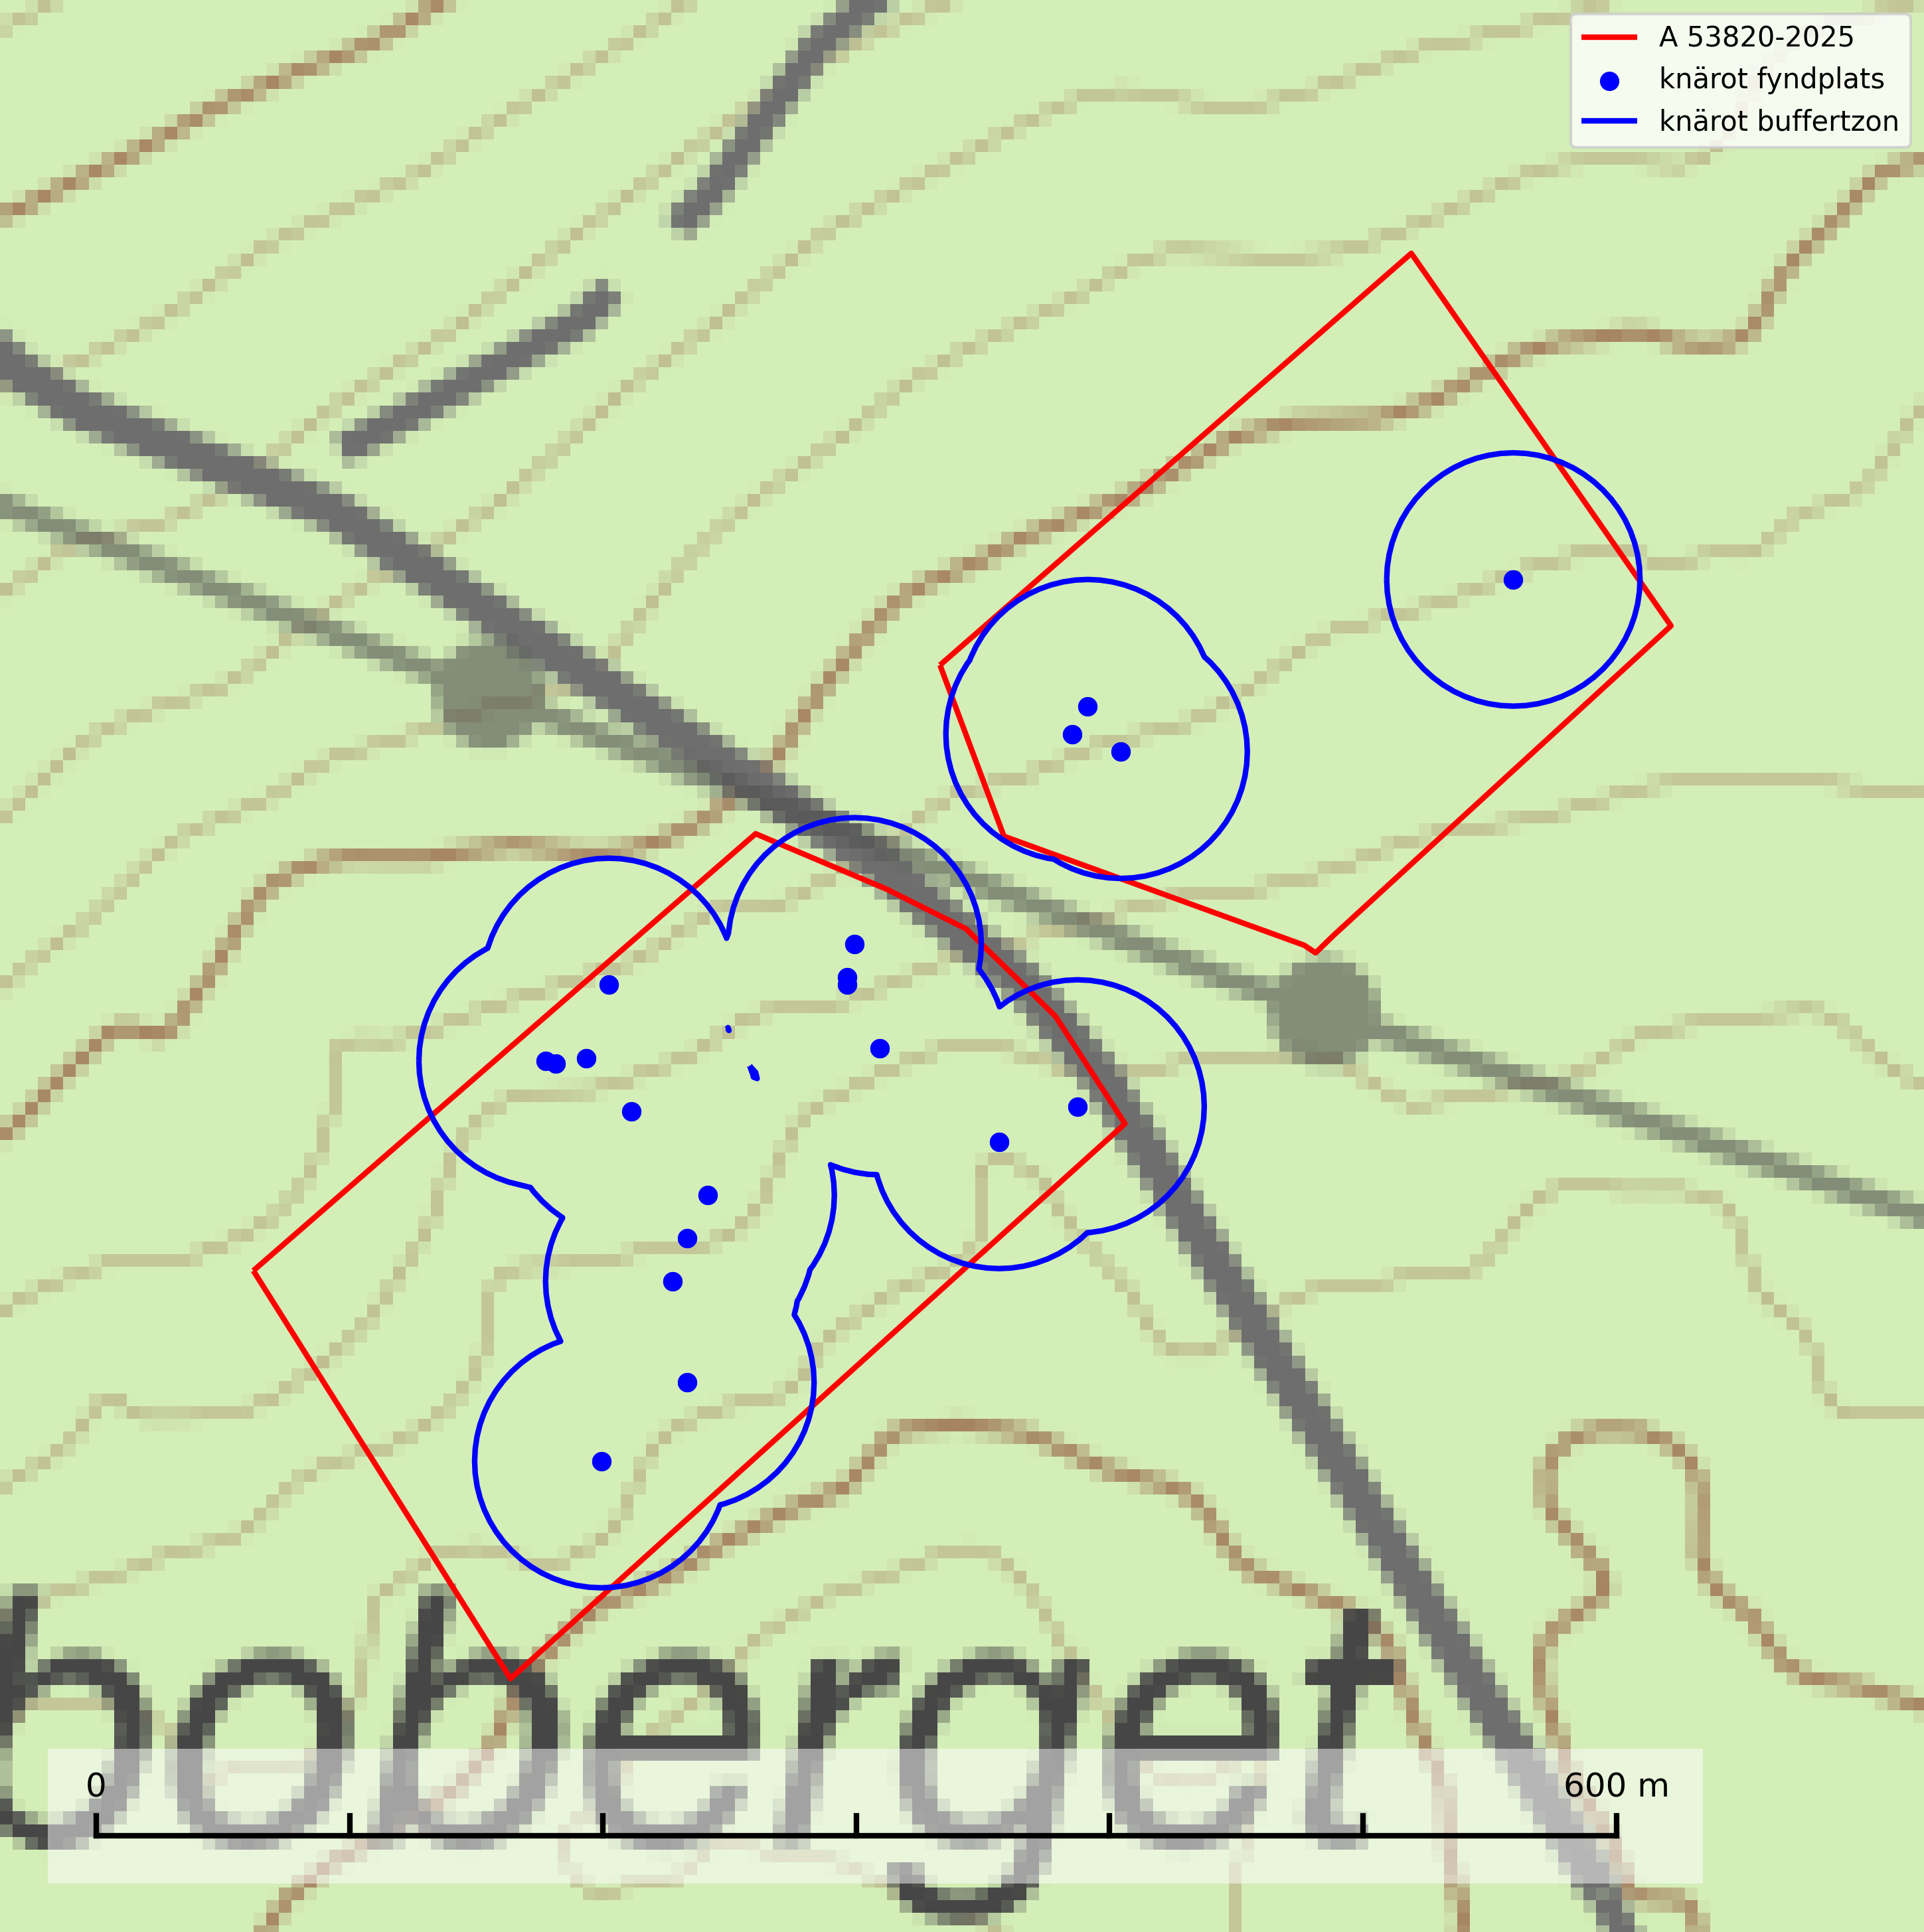 A 53820-2025
knärot fyndplats
knärot buffertzon
boberget
0
600 m